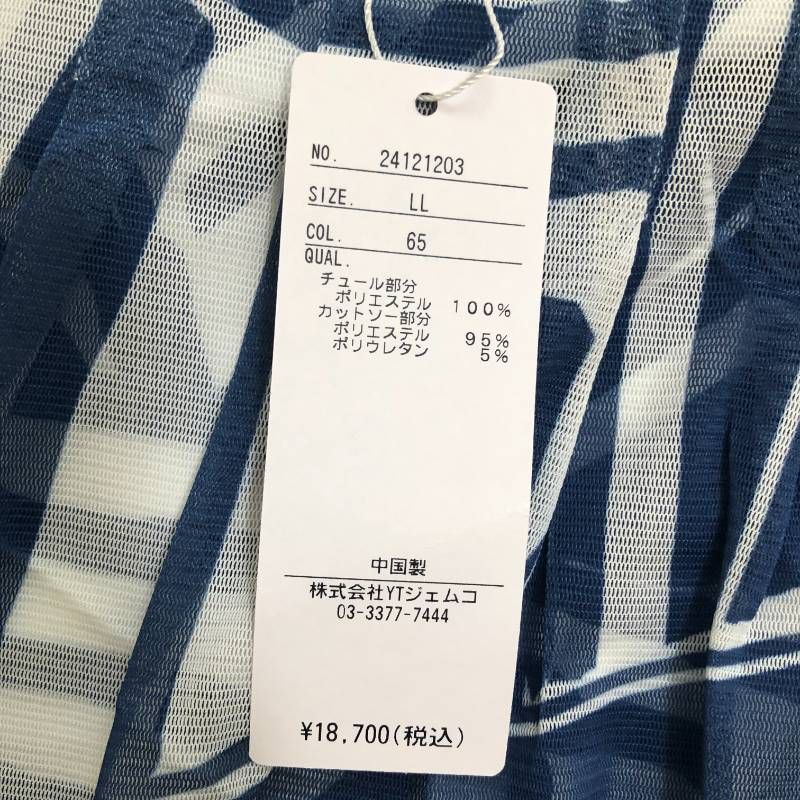 NO. 24121203
SIZE. LL
COL. 65
QUAL.
チュール部分
ポリエステル 100%
カットソー部分
ポリエステル 95%
ポリウレタン 5%
中国製
株式会社YTジェムコ
03-3377-7444
¥18,700(税込)